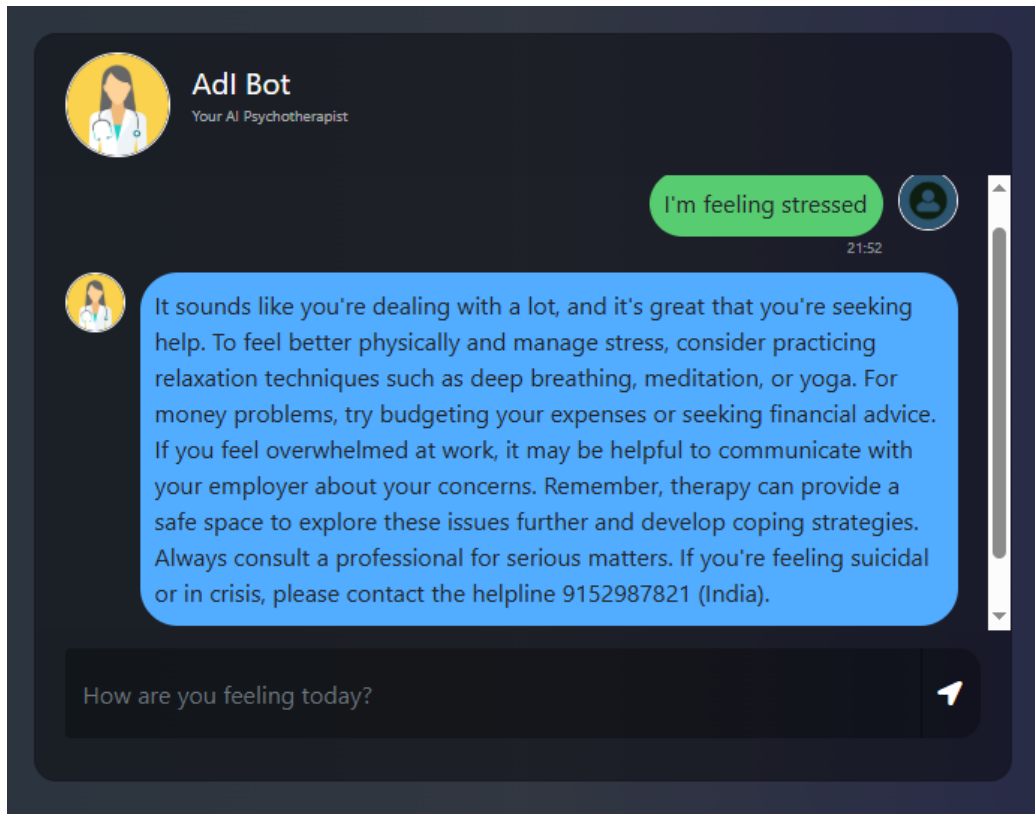 AdI Bot
Your AI Psychotherapist
I'm feeling stressed
21:52
It sounds like you're dealing with a lot, and it's great that you're seeking
help. To feel better physically and manage stress, consider practicing
relaxation techniques such as deep breathing, meditation, or yoga. For
money problems, try budgeting your expenses or seeking financial advice.
If you feel overwhelmed at work, it may be helpful to communicate with
your employer about your concerns. Remember, therapy can provide a
safe space to explore these issues further and develop coping strategies.
Always consult a professional for serious matters. If you're feeling suicidal
or in crisis, please contact the helpline 9152987821 (India).
How are you feeling today?